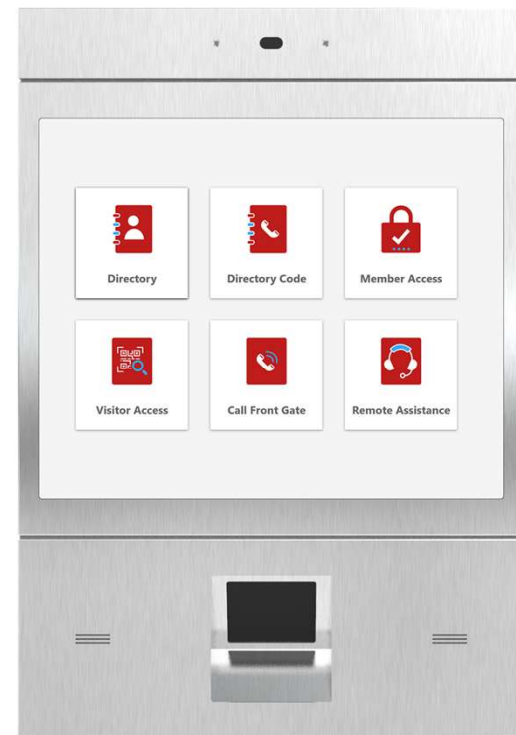 Directory
Directory Code
Member Access
Visitor Access
Call Front Gate
Remote Assistance